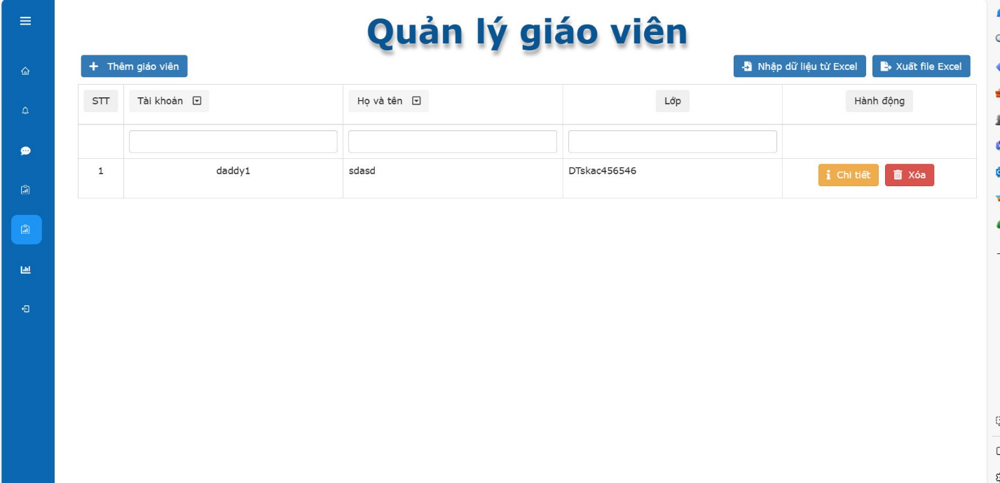 Quản lý giáo viên
Thêm giáo viên
Nhập dữ liệu từ Excel
Xuất file Excel
STT Tài khoản Họ và tên Lớp Hành động
1 daddy1 sdasd DTskac456546 Chi tiết Xóa